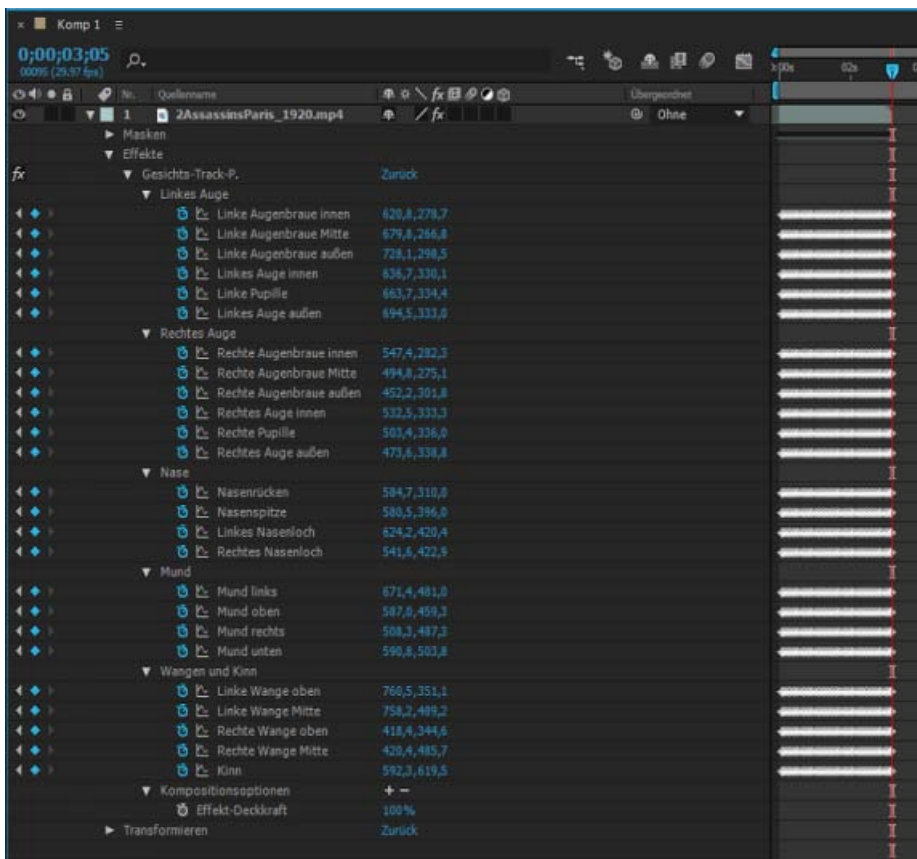 × Komp 1 ≡
0;00;03;05
00095 (29.97 fps)
:00s 02s
Nr. Quellenname fx Übergeordnet
1 2AssassinsParis_1920.mp4 fx Ohne
Masken
Effekte
fx Gesichts-Track-P. Zurück
Linkes Auge
Linke Augenbraue innen 620,8,278,7
Linke Augenbraue Mitte 679,8,266,8
Linke Augenbraue außen 728,1,298,5
Linkes Auge innen 636,7,330,1
Linke Pupille 663,7,334,4
Linkes Auge außen 694,5,333,0
Rechtes Auge
Rechte Augenbraue innen 547,4,282,3
Rechte Augenbraue Mitte 494,8,275,1
Rechte Augenbraue außen 452,2,301,8
Rechtes Auge innen 532,5,333,3
Rechte Pupille 503,4,336,0
Rechtes Auge außen 473,6,338,8
Nase
Nasenrücken 584,7,310,0
Nasenspitze 580,5,396,0
Linkes Nasenloch 624,2,420,4
Rechtes Nasenloch 541,6,422,9
Mund
Mund links 671,4,481,0
Mund oben 587,0,459,3
Mund rechts 508,3,487,3
Mund unten 590,8,503,8
Wangen und Kinn
Linke Wange oben 760,5,351,1
Linke Wange Mitte 758,2,489,2
Rechte Wange oben 418,4,344,6
Rechte Wange Mitte 420,4,485,7
Kinn 592,3,619,5
Kompositionsoptionen + −
Effekt-Deckkraft 100%
Transformieren Zurück